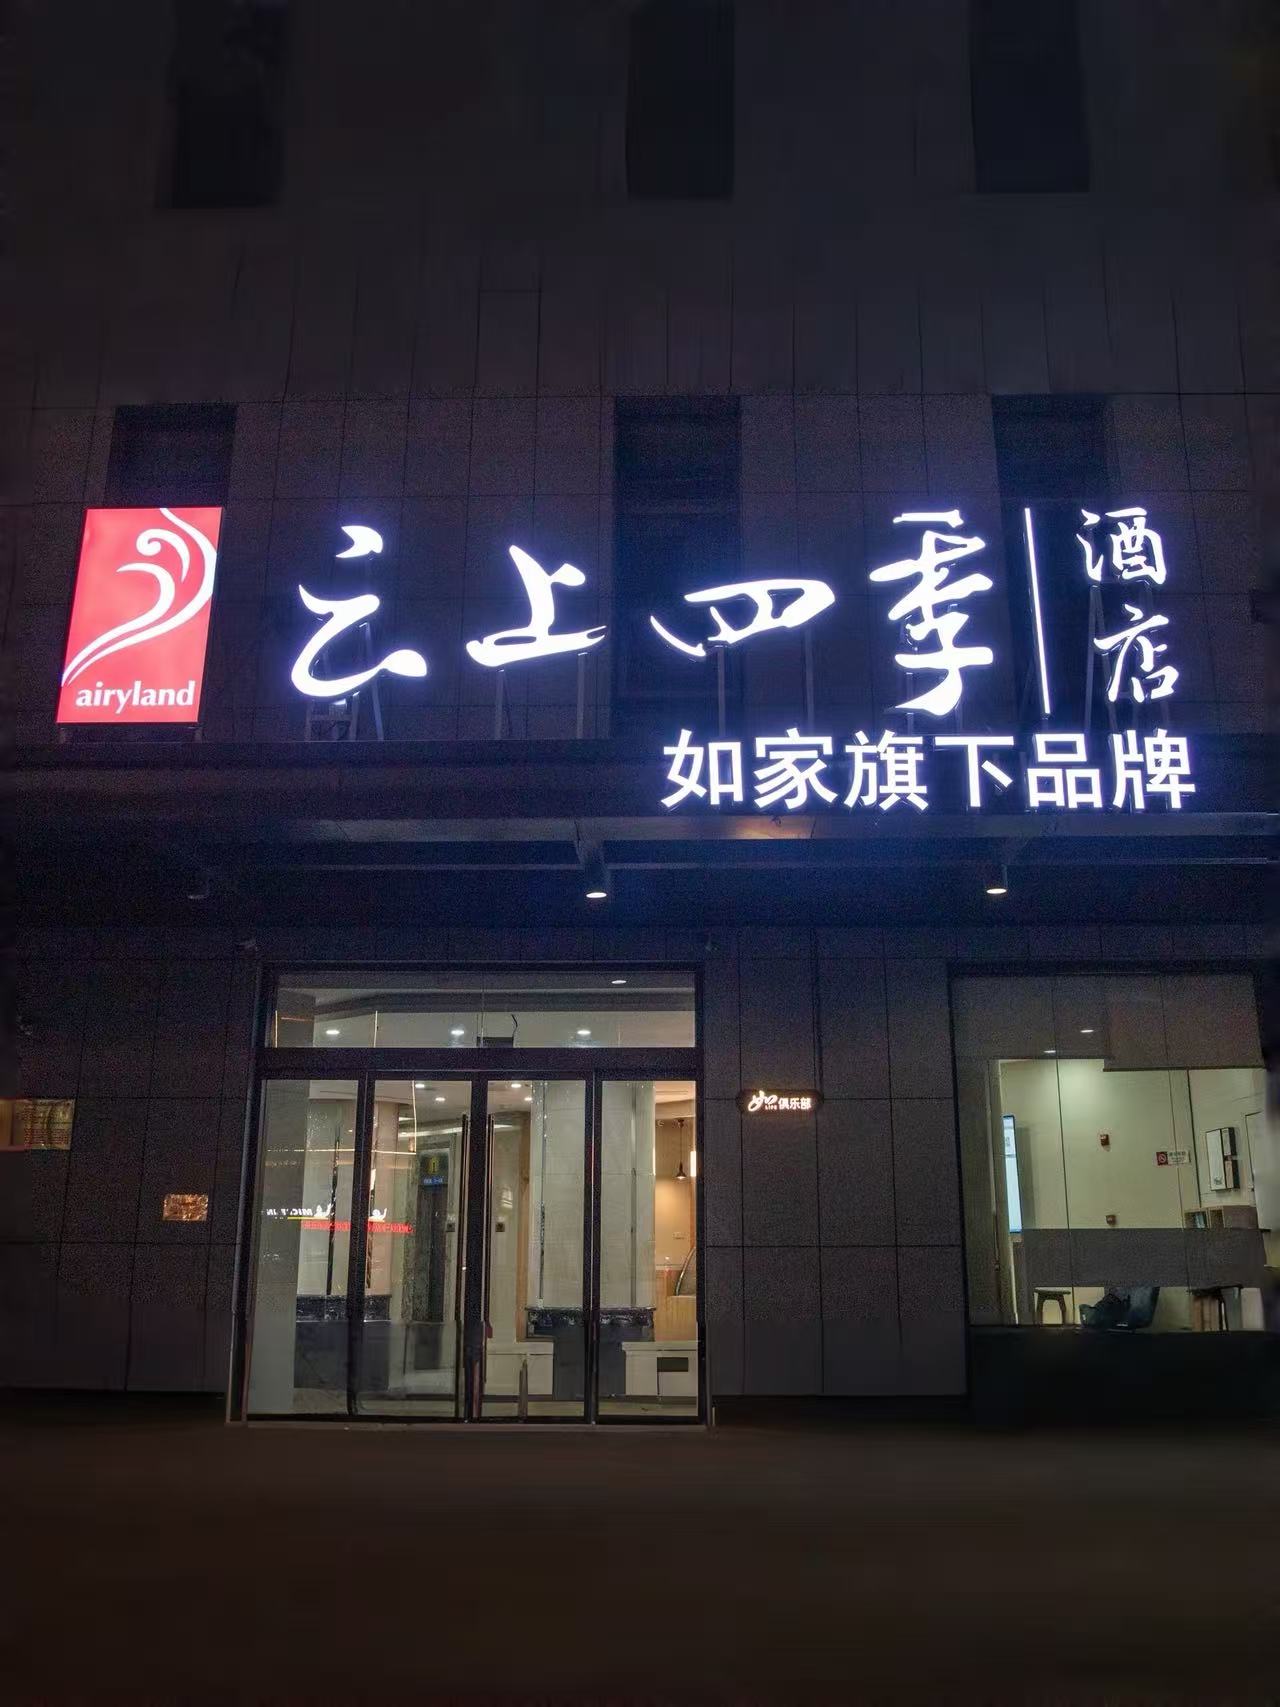 airyland
云上四季
酒店
如家旗下品牌
俱乐部